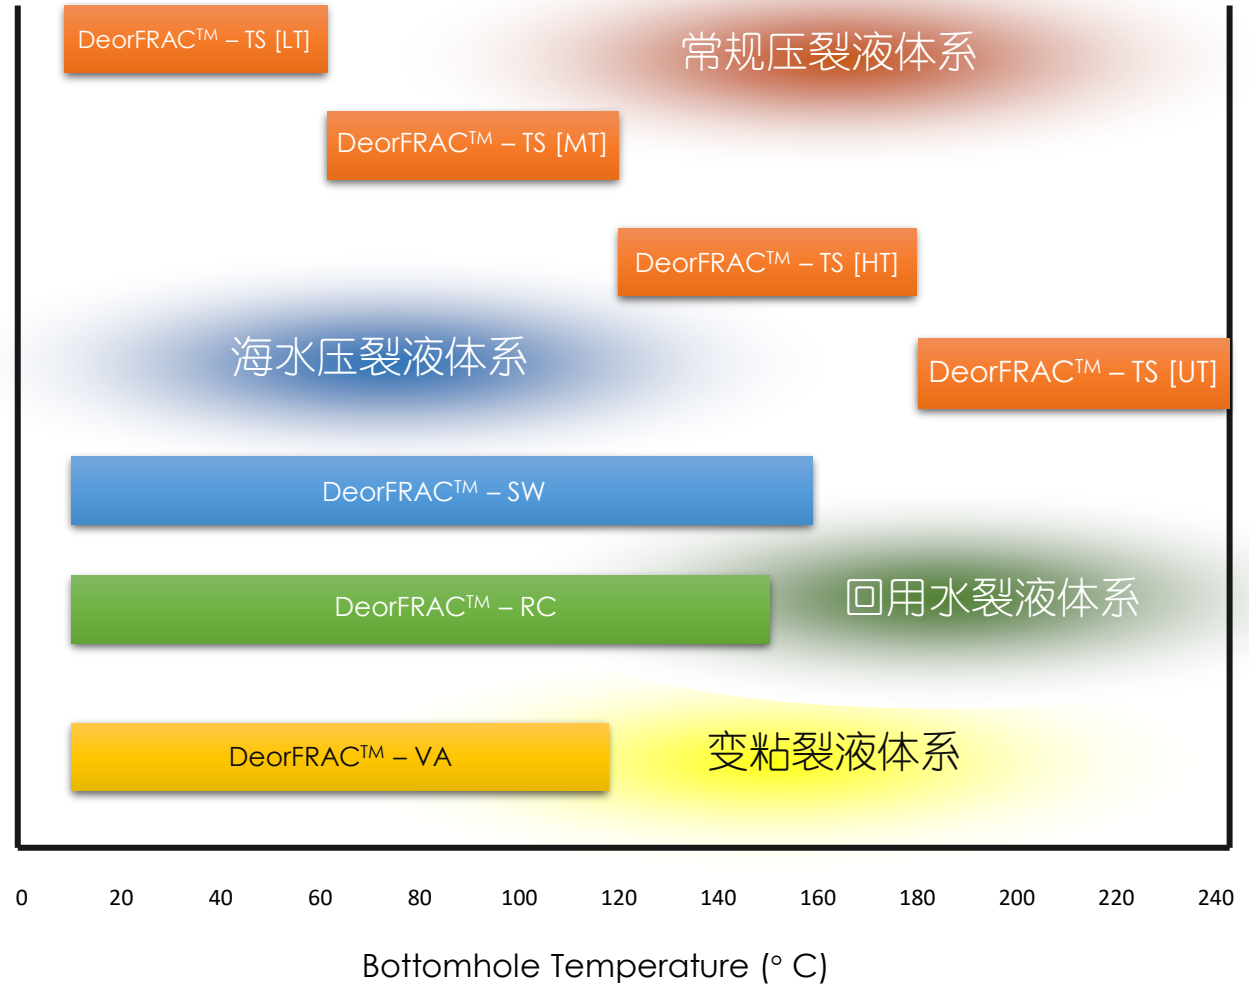 DeorFRAC™ – TS [LT]
常规压裂液体系
DeorFRAC™ – TS [MT]
DeorFRAC™ – TS [HT]
海水压裂液体系
DeorFRAC™ – TS [UT]
DeorFRAC™ – SW
回用水裂液体系
DeorFRAC™ – RC
变粘裂液体系
DeorFRAC™ – VA
0 20 40 60 80 100 120 140 160 180 200 220 240
Bottomhole Temperature (° C)